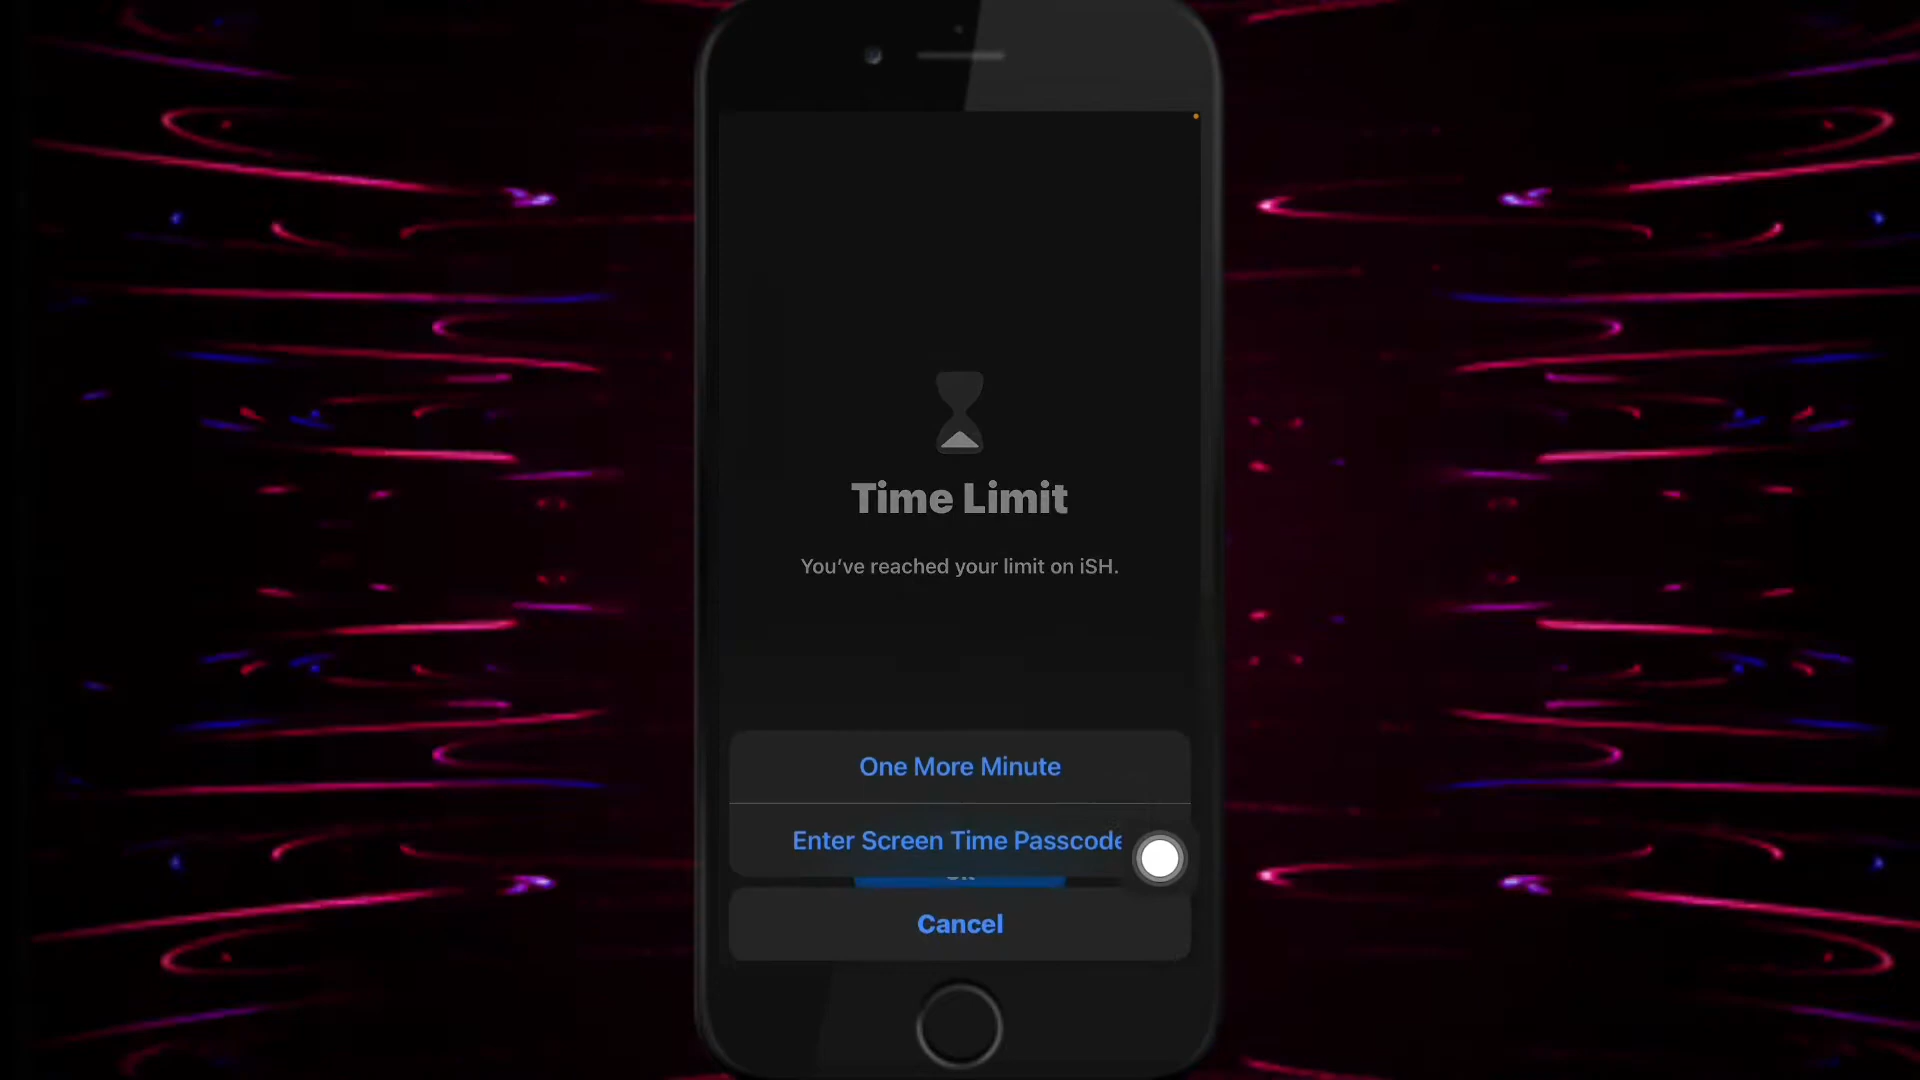 Time Limit
You've reached your limit on iSH.
One More Minute
Enter Screen Time Passcode
Cancel